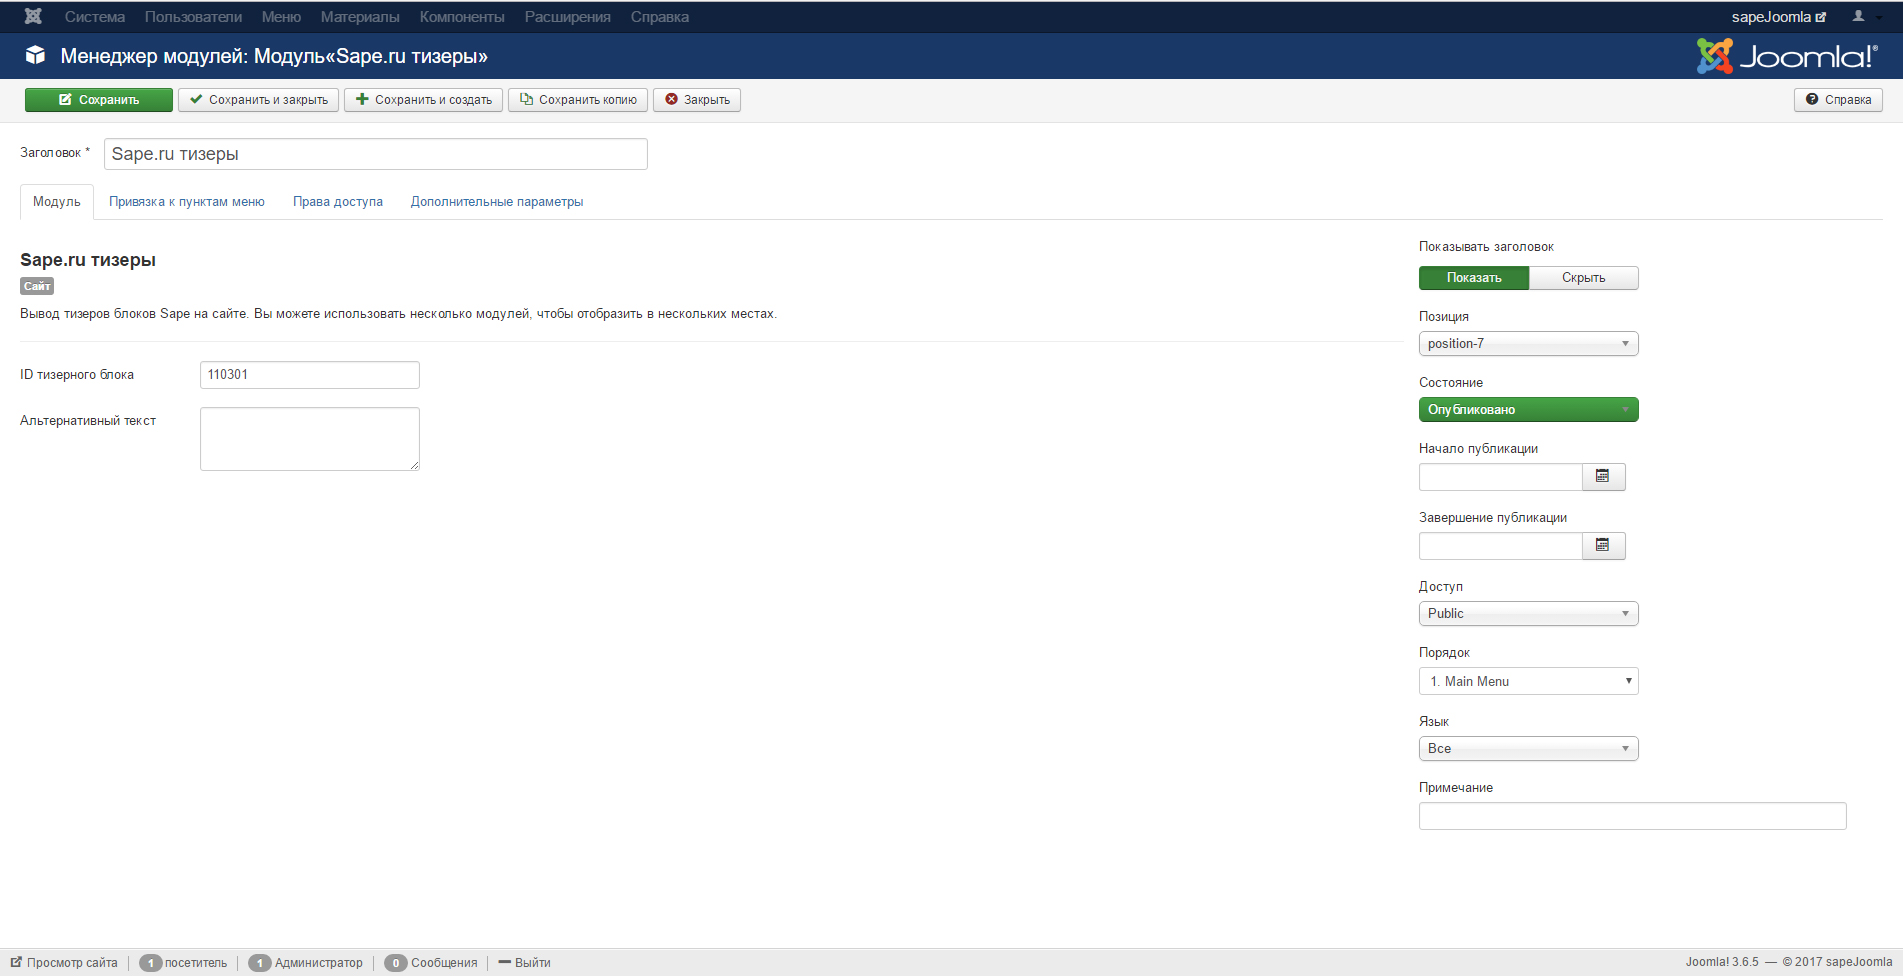 Система Пользователи Меню Материалы Компоненты Расширения Справка sapeJoomla
Менеджер модулей: Модуль«Sape.ru тизеры» Joomla!®
Сохранить Сохранить и закрыть Сохранить и создать Сохранить копию Закрыть Справка
Заголовок * Sape.ru тизеры
Модуль Привязка к пунктам меню Права доступа Дополнительные параметры
Sape.ru тизеры
Сайт
Вывод тизеров блоков Sape на сайте. Вы можете использовать несколько модулей, чтобы отобразить в нескольких местах.
ID тизерного блока 110301
Альтернативный текст
Показывать заголовок
Показать Скрыть
Позиция
position-7
Состояние
Опубликовано
Начало публикации
Завершение публикации
Доступ
Public
Порядок
1. Main Menu
Язык
Все
Примечание
Просмотр сайта 1 посетитель 1 Администратор 0 Сообщения Выйти Joomla! 3.6.5 — © 2017 sapeJoomla